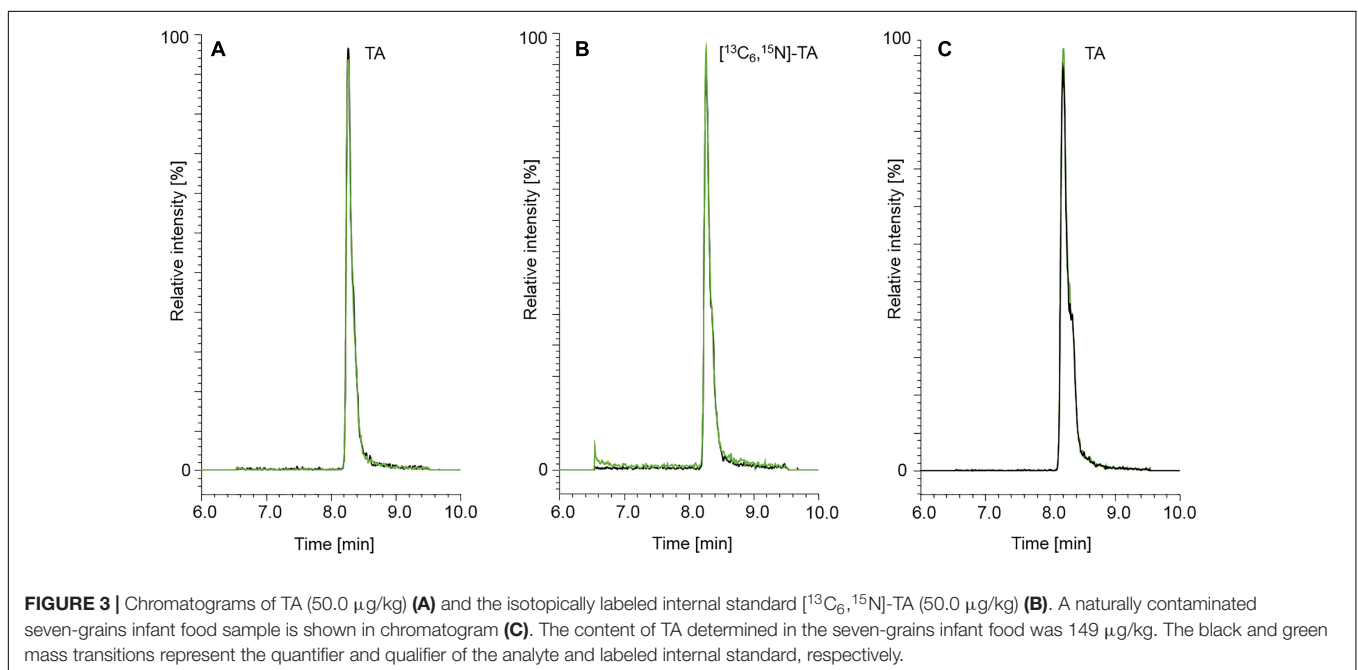 100
A
TA
Relative intensity [%]
0
6.0 7.0 8.0 9.0 10.0
Time [min]
100
B
[¹³C₆,¹⁵N]-TA
Relative intensity [%]
0
6.0 7.0 8.0 9.0 10.0
Time [min]
100
C
TA
Relative intensity [%]
0
6.0 7.0 8.0 9.0 10.0
Time [min]
FIGURE 3 | Chromatograms of TA (50.0 μg/kg) (A) and the isotopically labeled internal standard [¹³C₆,¹⁵N]-TA (50.0 μg/kg) (B). A naturally contaminated
seven-grains infant food sample is shown in chromatogram (C). The content of TA determined in the seven-grains infant food was 149 μg/kg. The black and green
mass transitions represent the quantifier and qualifier of the analyte and labeled internal standard, respectively.